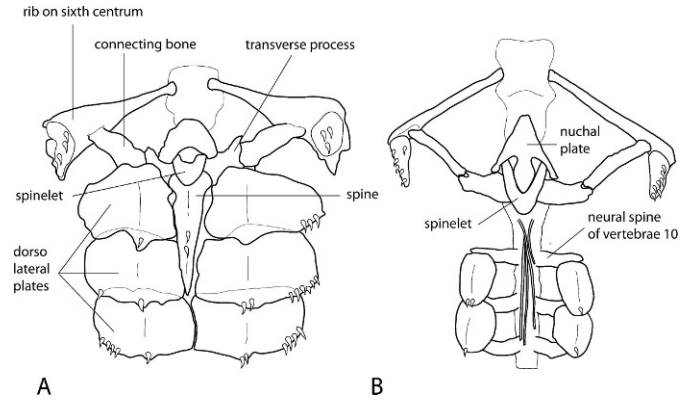 rib on sixth centrum
connecting bone
transverse process
spinelet
spine
dorso
lateral
plates
A
nuchal
plate
spinelet
neural spine
of vertebrae 10
B